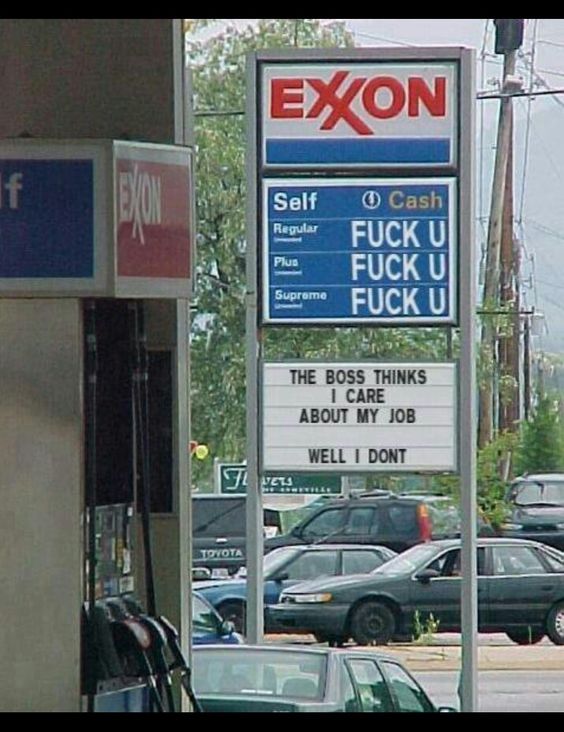 EXXON
Self Cash
Regular
FUCK U
Plus
FUCK U
Supreme
FUCK U
THE BOSS THINKS
I CARE
ABOUT MY JOB
WELL I DONT
lf
EXXON
TOYOTA